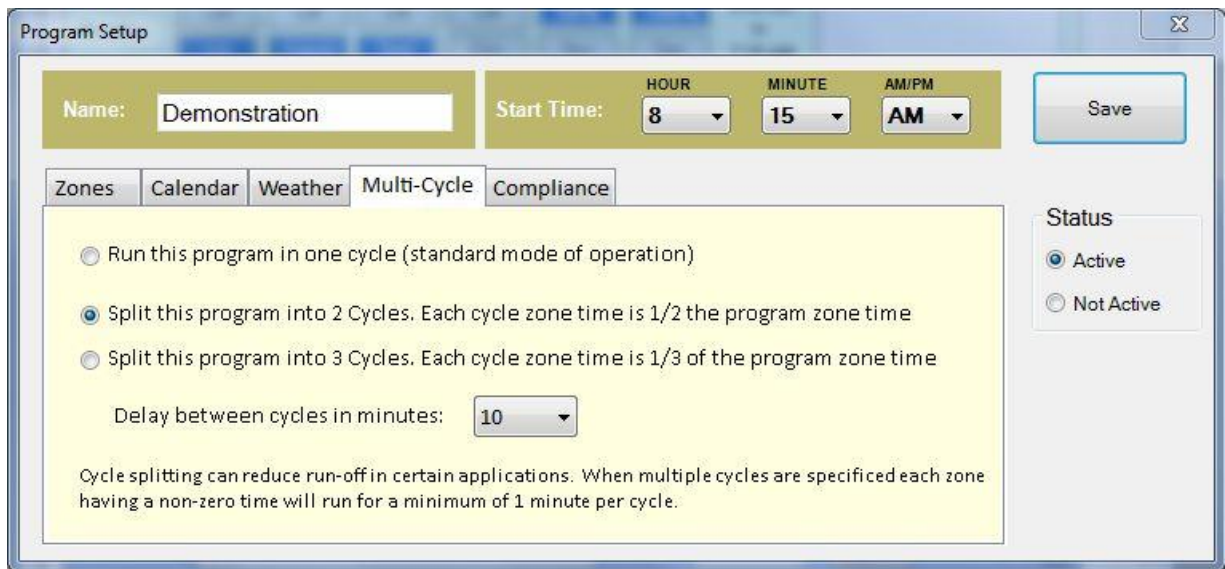 Program Setup
HOUR MINUTE AM/PM
Name: Demonstration Start Time: 8 15 AM Save
Zones Calendar Weather Multi-Cycle Compliance
Status
Run this program in one cycle (standard mode of operation)
Active
Split this program into 2 Cycles. Each cycle zone time is 1/2 the program zone time
Not Active
Split this program into 3 Cycles. Each cycle zone time is 1/3 of the program zone time
Delay between cycles in minutes: 10
Cycle splitting can reduce run-off in certain applications. When multiple cycles are specificed each zone
having a non-zero time will run for a minimum of 1 minute per cycle.